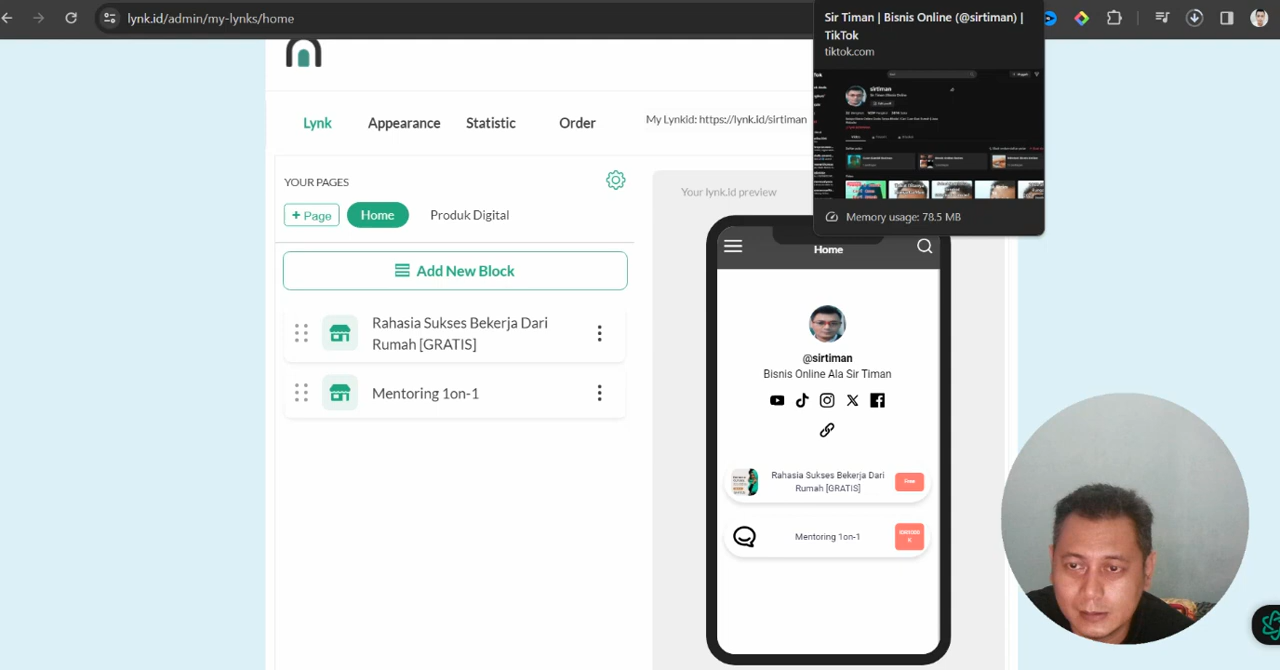 lynk.id/admin/my-lynks/home
Sir Timan | Bisnis Online (@sirtiman) |
TikTok
tiktok.com
sirtiman
Memory usage: 78.5 MB
Lynk
Appearance
Statistic
Order
My LynkId: https://lynk.id/sirtiman
YOUR PAGES
+ Page
Home
Produk Digital
Add New Block
Rahasia Sukses Bekerja Dari
Rumah [GRATIS]
Mentoring 1on-1
Your lynk.id preview
Home
@sirtiman
Bisnis Online Ala Sir Timan
Rahasia Sukses Bekerja Dari
Rumah [GRATIS]
Free
Mentoring 1on-1